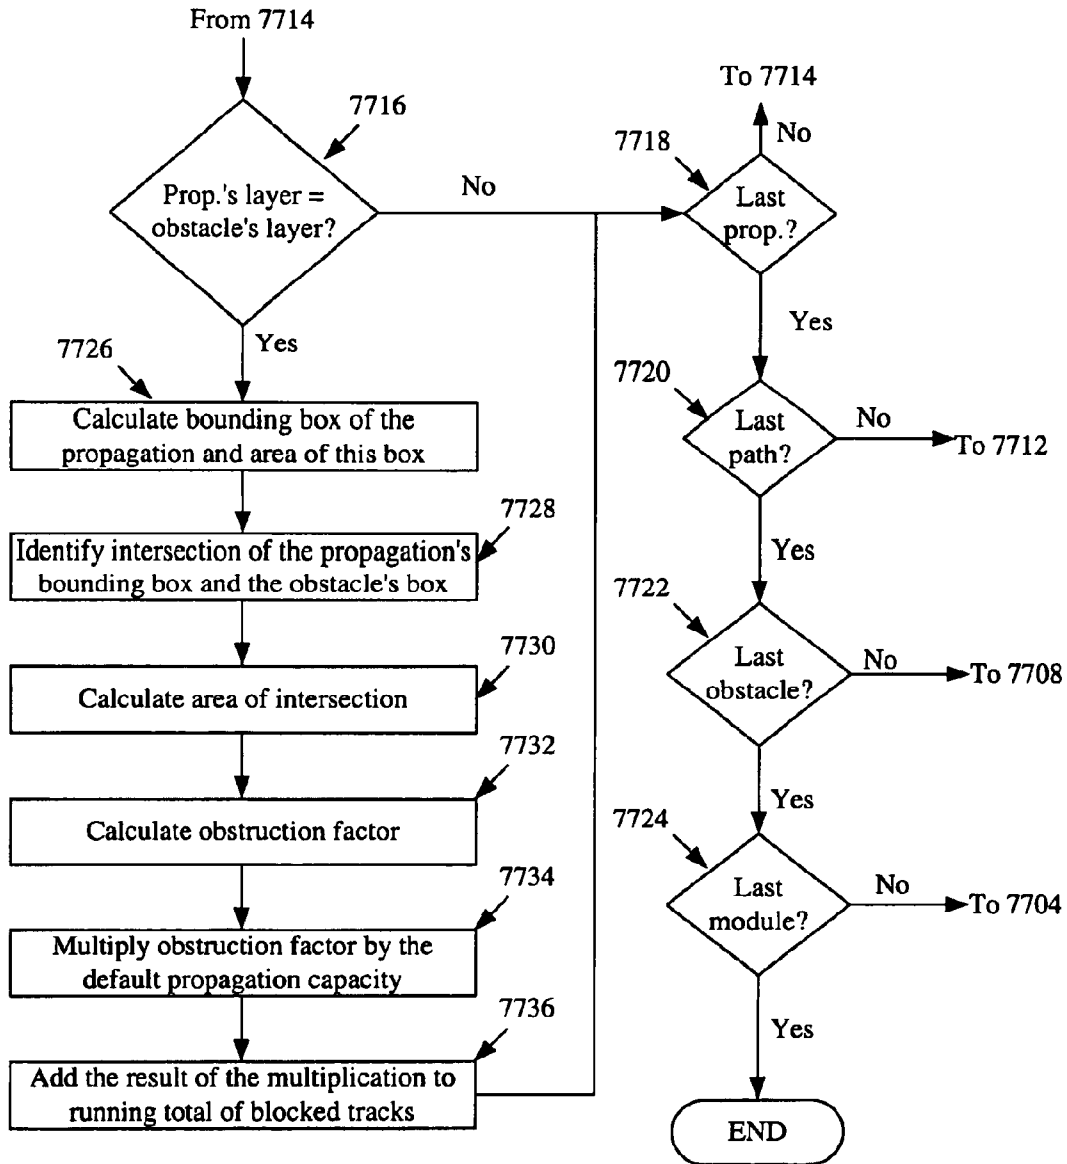 From 7714
7716
Prop.'s layer =
obstacle's layer?
No
Yes
7726
Calculate bounding box of the
propagation and area of this box
7728
Identify intersection of the propagation's
bounding box and the obstacle's box
7730
Calculate area of intersection
7732
Calculate obstruction factor
7734
Multiply obstruction factor by the
default propagation capacity
7736
Add the result of the multiplication to
running total of blocked tracks
To 7714
No
7718
Last
prop.?
Yes
7720
Last
path?
No
To 7712
Yes
7722
Last
obstacle?
No
To 7708
Yes
7724
Last
module?
No
To 7704
Yes
END